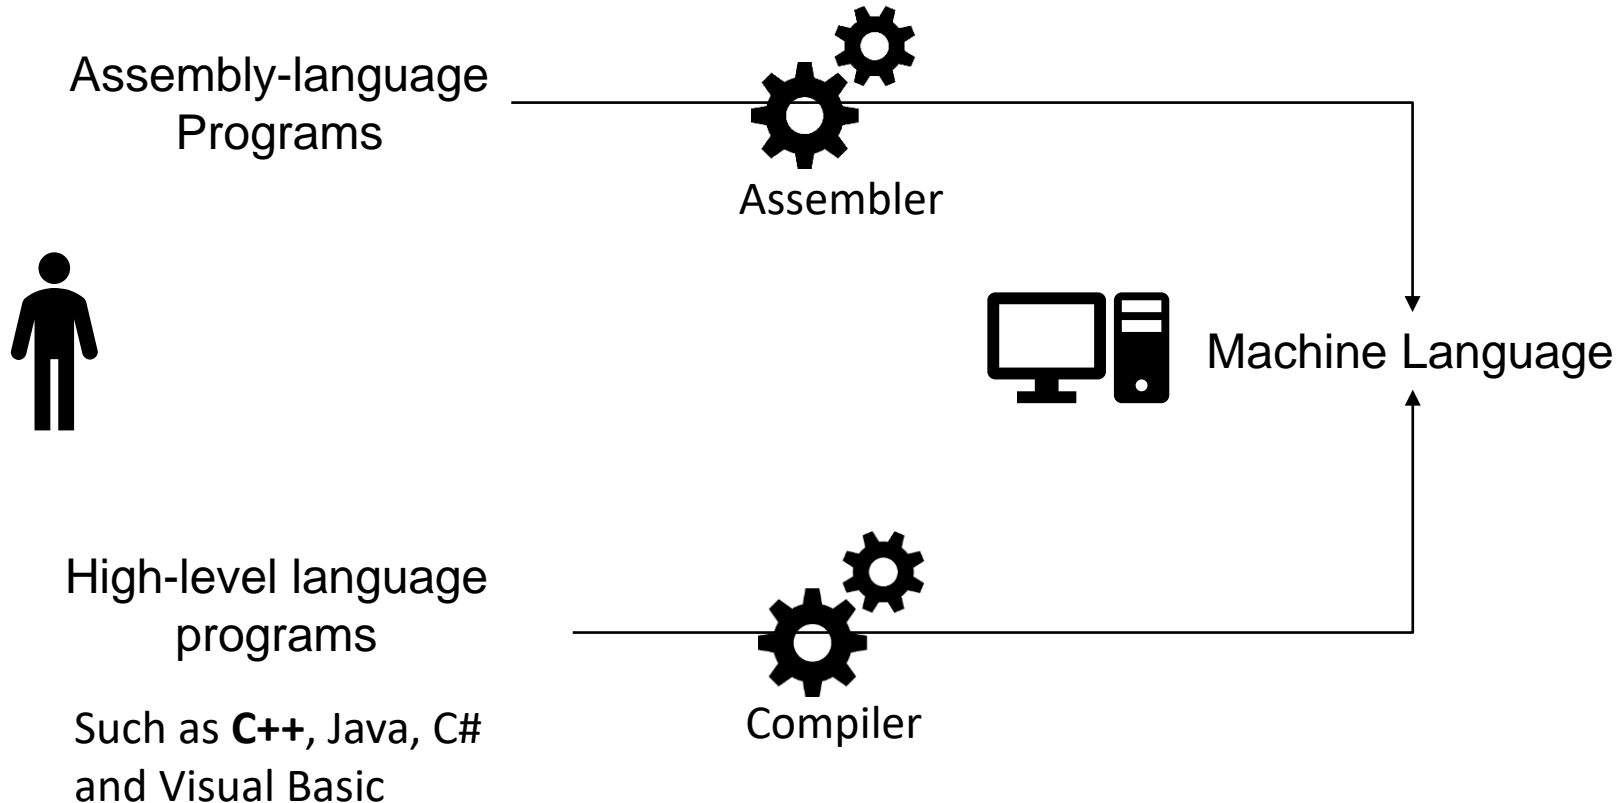 Assembly-language
Programs
Assembler
Machine Language
High-level language
programs
Such as C++, Java, C#
and Visual Basic
Compiler